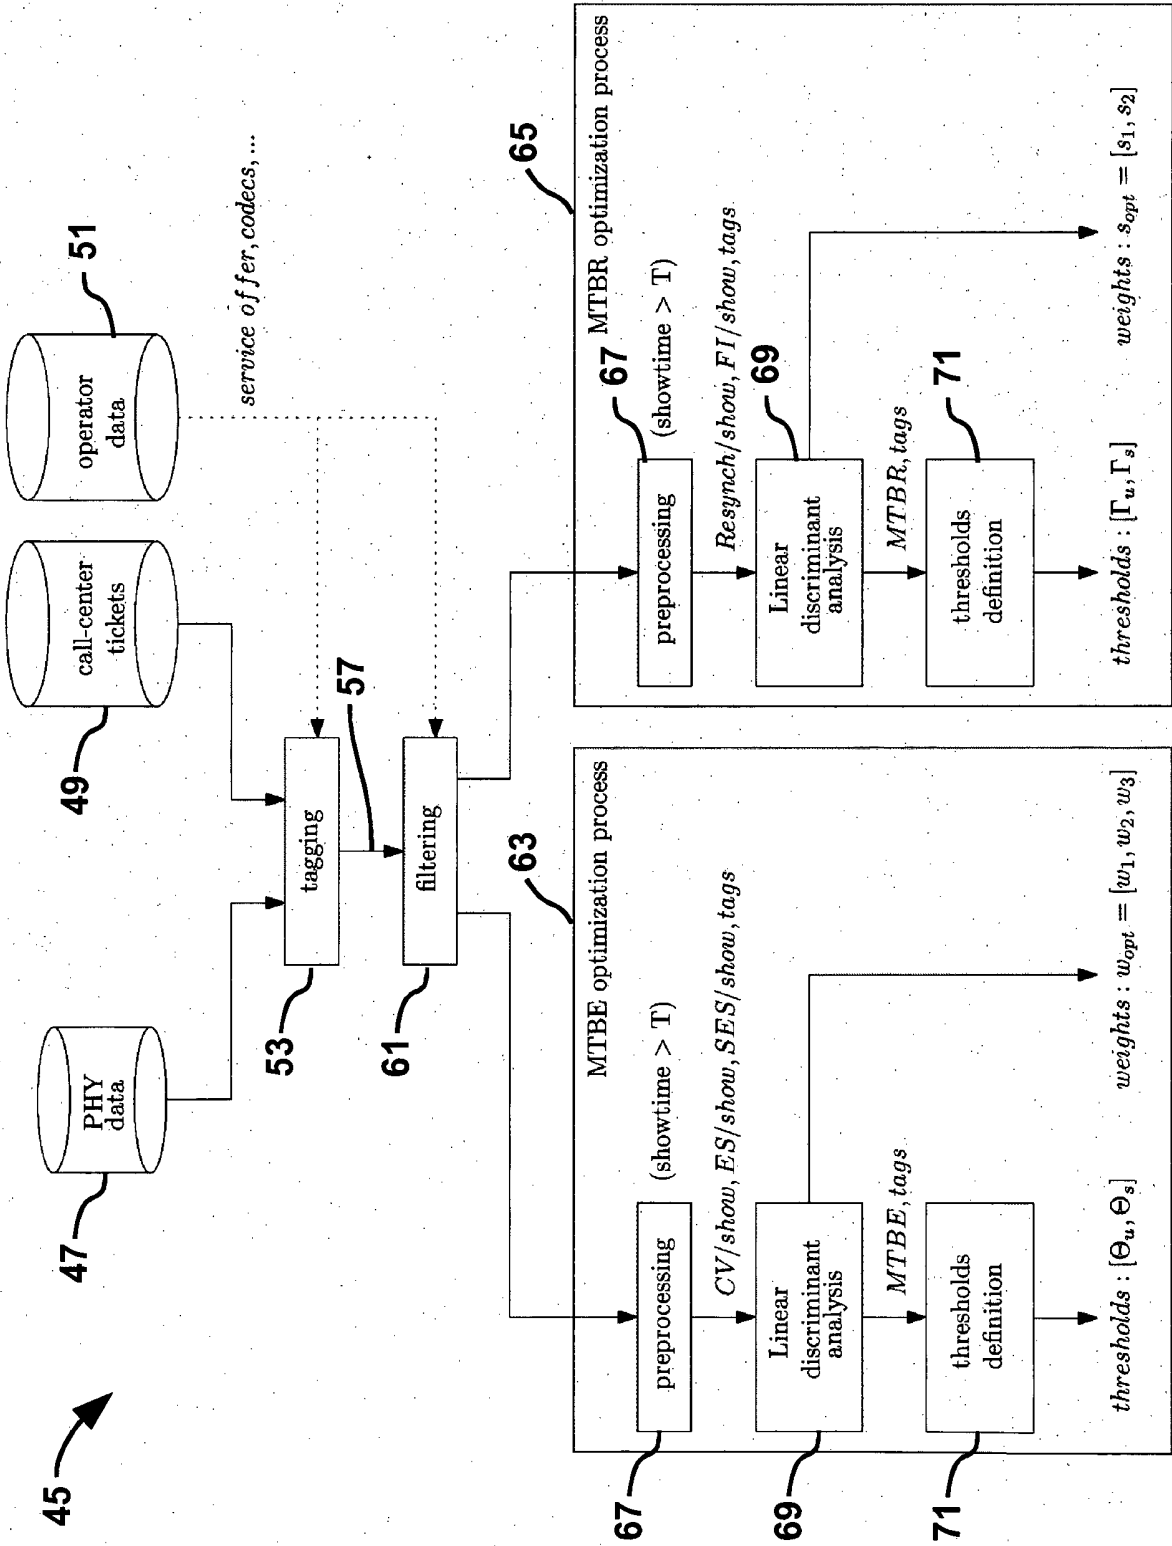 45
47
PHY
data
49
call-center
tickets
51
operator
data
service offer, codecs, ...
53
tagging
57
61
filtering
63
MTBE optimization process
67
preprocessing
(showtime > T)
CV/show, ES/show, SES/show, tags
69
Linear
discriminant
analysis
MTBE, tags
71
thresholds
definition
thresholds : [Θu, Θs]
weights : wopt = [w1, w2, w3]
65
MTBR optimization process
67
preprocessing
(showtime > T)
Resynch/show, FI/show, tags
69
Linear
discriminant
analysis
MTBR, tags
71
thresholds
definition
thresholds : [Γu, Γs]
weights : sopt = [s1, s2]